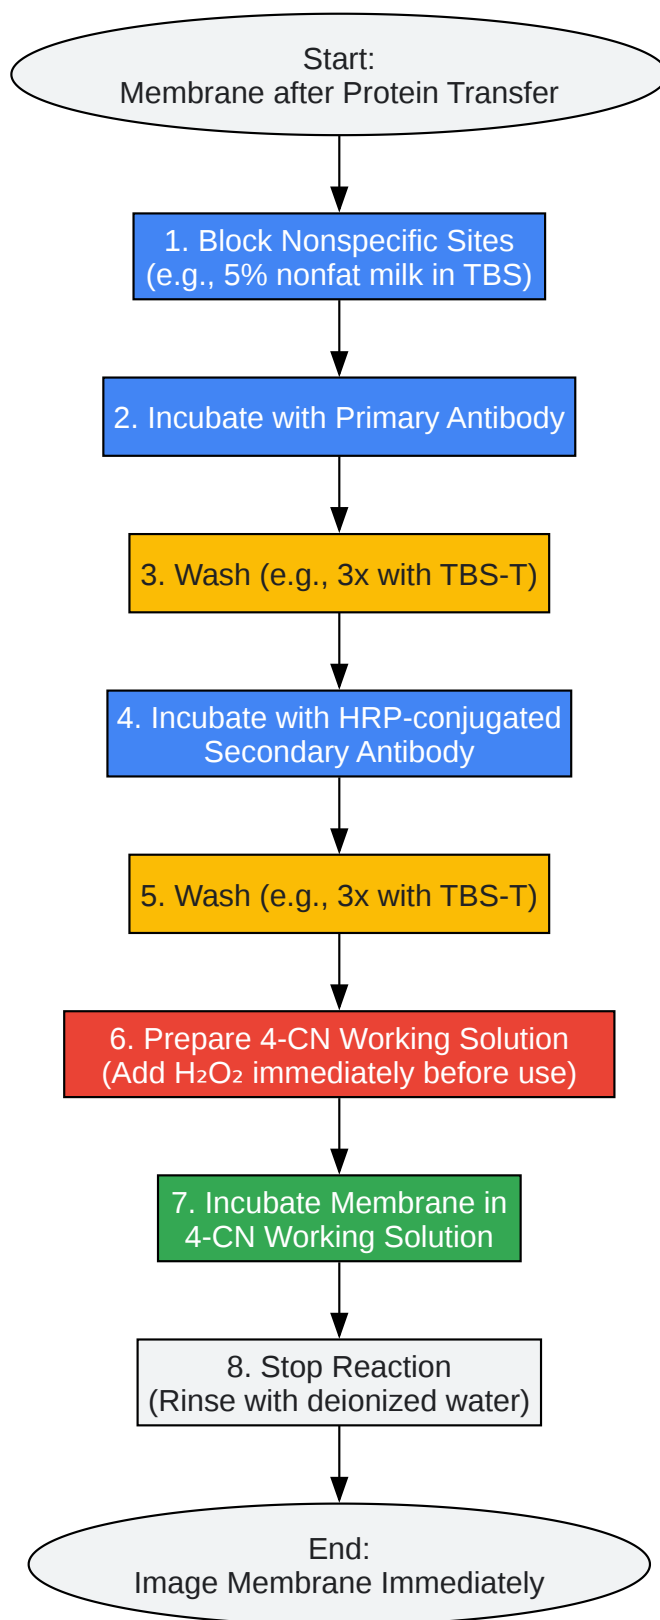 Start:
Membrane after Protein Transfer
1. Block Nonspecific Sites
(e.g., 5% nonfat milk in TBS)
2. Incubate with Primary Antibody
3. Wash (e.g., 3x with TBS-T)
4. Incubate with HRP-conjugated
Secondary Antibody
5. Wash (e.g., 3x with TBS-T)
6. Prepare 4-CN Working Solution
(Add H₂O₂ immediately before use)
7. Incubate Membrane in
4-CN Working Solution
8. Stop Reaction
(Rinse with deionized water)
End:
Image Membrane Immediately